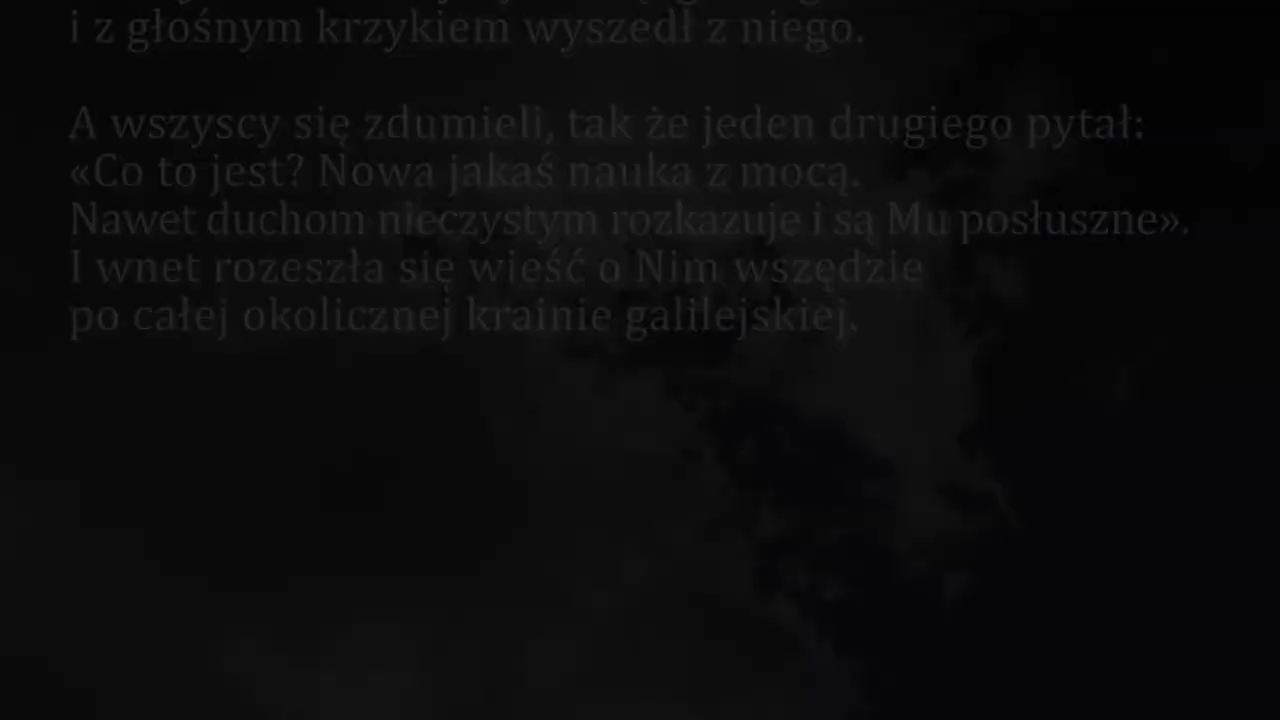 i z głośnym krzykiem wyszedł z niego.
A wszyscy się zdumieli, tak że jeden drugiego pytał:
«Co to jest? Nowa jakaś nauka z mocą.
Nawet duchom nieczystym rozkazuje i są Mu posłuszne».
I wnet rozeszła się wieść o Nim wszędzie
po całej okolicznej krainie galilejskiej.